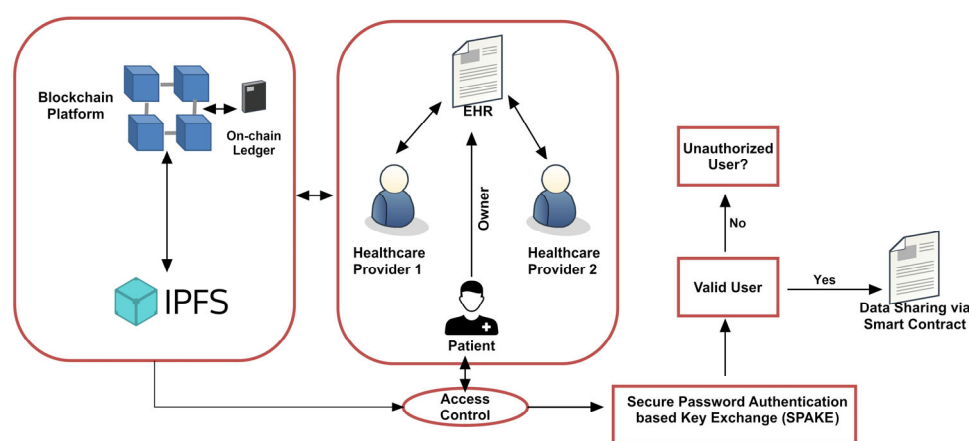 Blockchain
Platform
On-chain
Ledger
IPFS
EHR
Owner
Healthcare
Provider 1
Healthcare
Provider 2
Patient
Access
Control
Secure Password Authentication
based Key Exchange (SPAKE)
Unauthorized
User?
No
Valid User
Yes
Data Sharing via
Smart Contract